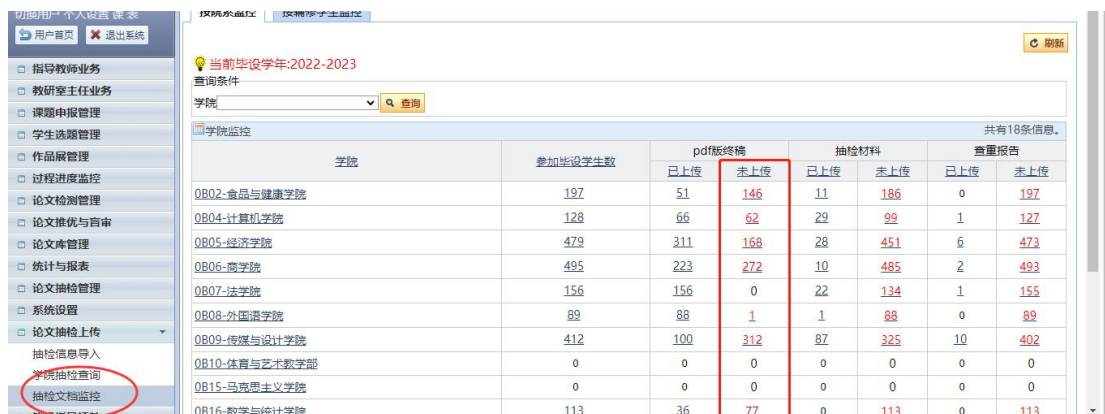 切换用户 个人设置 课 表
用户首页 退出系统
指导教师业务
教研室主任业务
课题申报管理
学生选题管理
作品展管理
过程进度监控
论文检测管理
论文推优与盲审
论文库管理
统计与报表
论文抽检管理
系统设置
论文抽检上传
抽检信息导入
学院抽检查询
抽检文档监控
按院系监控 按辅修学生监控
刷新
当前毕设学年:2022-2023
查询条件
学院 查询
学院监控 共有18条信息。
学院 参加毕设学生数 pdf版终稿 抽检材料 查重报告
已上传 未上传 已上传 未上传 已上传 未上传
0B02-食品与健康学院 197 51 146 11 186 0 197
0B04-计算机学院 128 66 62 29 99 1 127
0B05-经济学院 479 311 168 28 451 6 473
0B06-商学院 495 223 272 10 485 2 493
0B07-法学院 156 156 0 22 134 1 155
0B08-外国语学院 89 88 1 1 88 0 89
0B09-传媒与设计学院 412 100 312 87 325 10 402
0B10-体育与艺术教学部 0 0 0 0 0 0 0
0B15-马克思主义学院 0 0 0 0 0 0 0
0B16-数学与统计学院 113 36 77 0 113 0 113